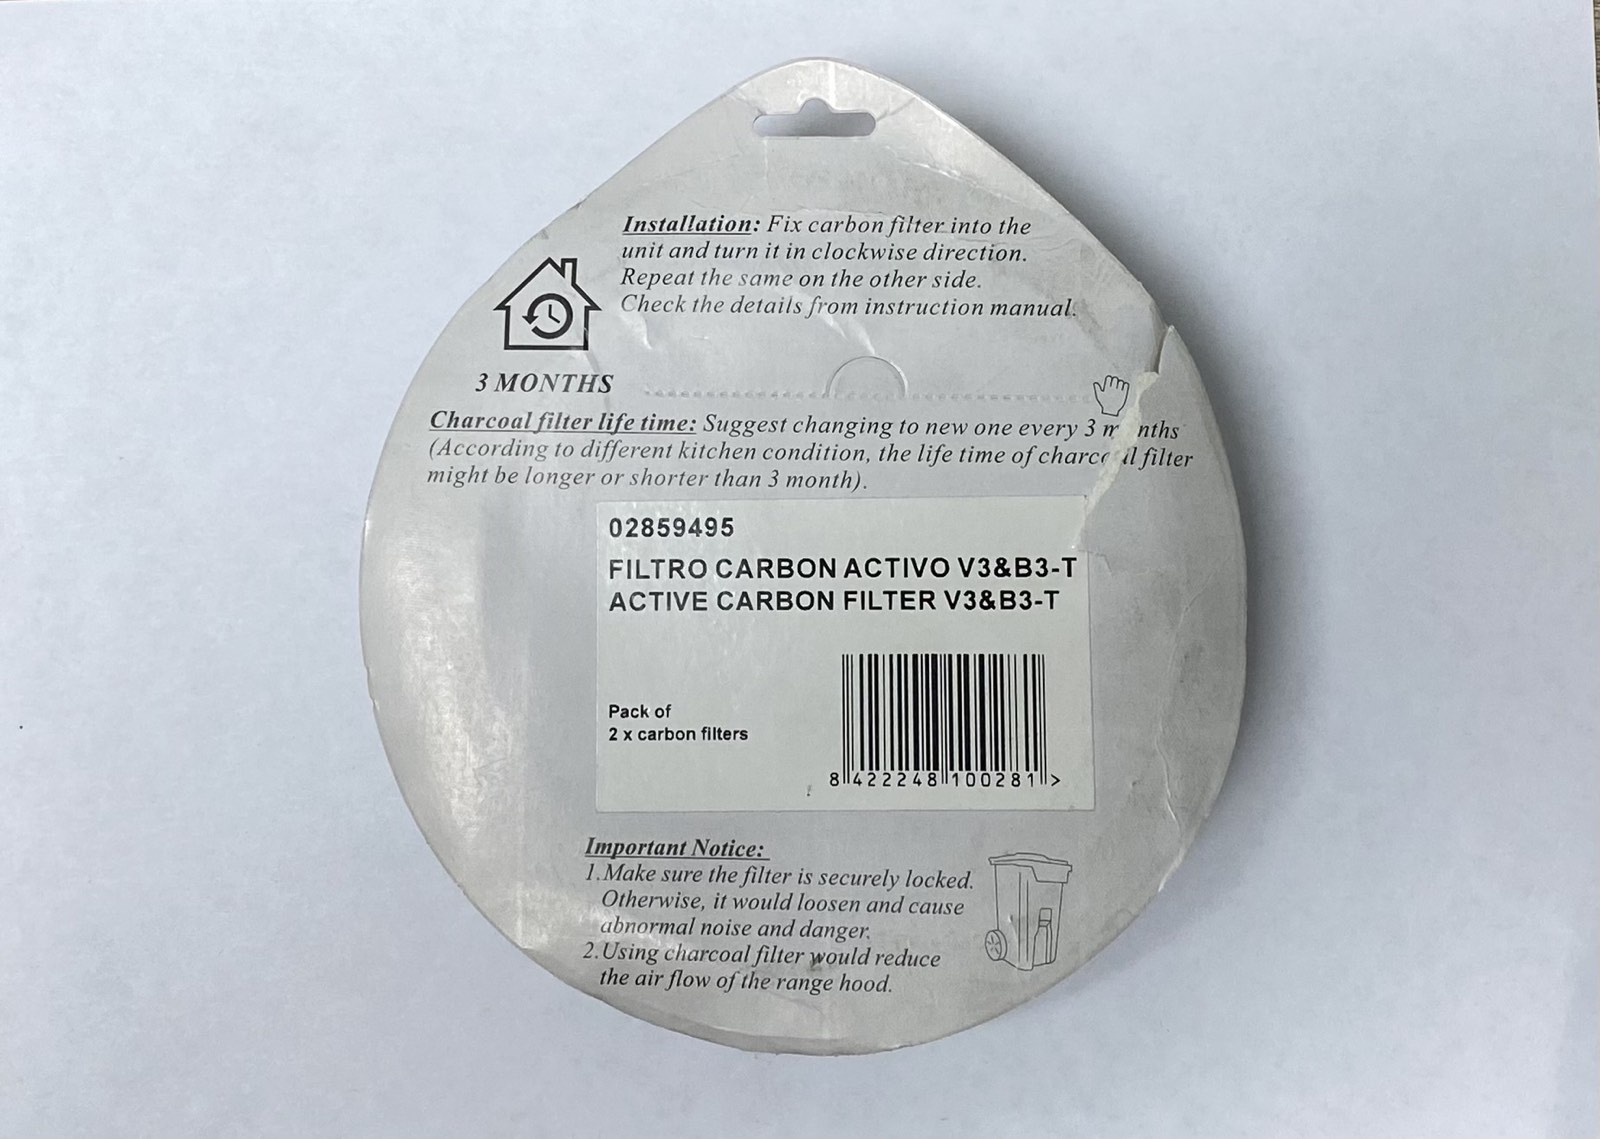 Installation: Fix carbon filter into the
unit and turn it in clockwise direction.
Repeat the same on the other side.
Check the details from instruction manual.
3 MONTHS
Charcoal filter life time: Suggest changing to new one every 3 m nths
(According to different kitchen condition, the life time of charcoal filter
might be longer or shorter than 3 month).
02859495
FILTRO CARBON ACTIVO V3&B3-T
ACTIVE CARBON FILTER V3&B3-T
Pack of
2 x carbon filters
8 422248 100281 >
Important Notice:
1. Make sure the filter is securely locked.
Otherwise, it would loosen and cause
abnormal noise and danger.
2. Using charcoal filter would reduce
the air flow of the range hood.